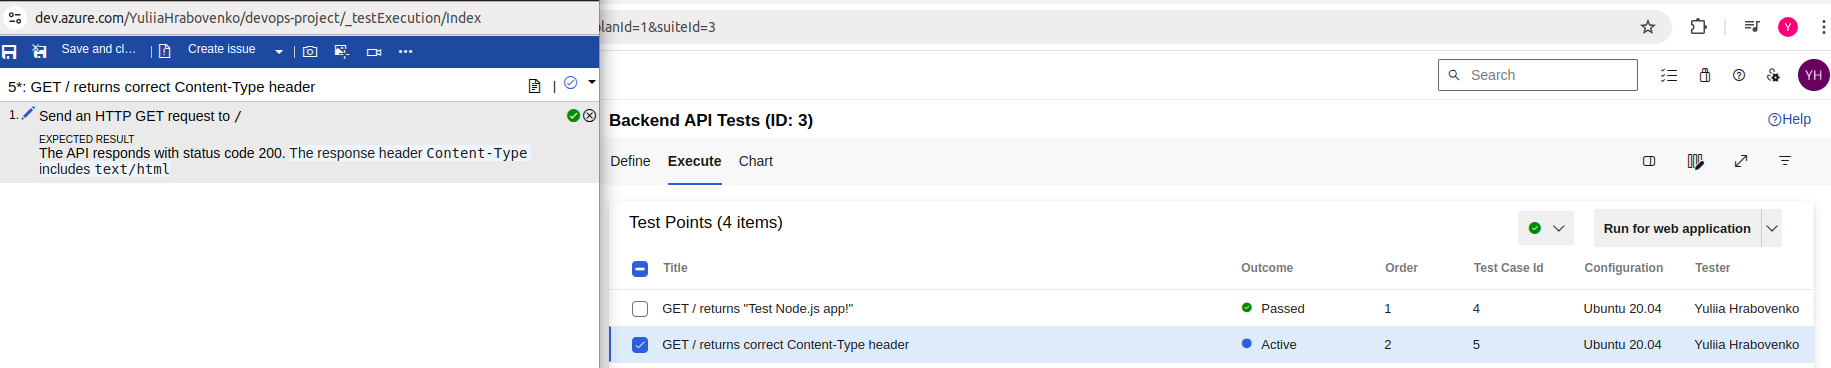 dev.azure.com/YuliiaHrabovenko/devops-project/_testExecution/Index
Save and cl... | Create issue | ...
5*: GET / returns correct Content-Type header |
1. Send an HTTP GET request to /
EXPECTED RESULT
The API responds with status code 200. The response header Content-Type
includes text/html
lanId=1&suiteId=3
Y
Search
YH
Backend API Tests (ID: 3)
Help
Define Execute Chart
Test Points (4 items)
Run for web application
Title Outcome Order Test Case Id Configuration Tester
GET / returns "Test Node.js app!" Passed 1 4 Ubuntu 20.04 Yuliia Hrabovenko
GET / returns correct Content-Type header Active 2 5 Ubuntu 20.04 Yuliia Hrabovenko